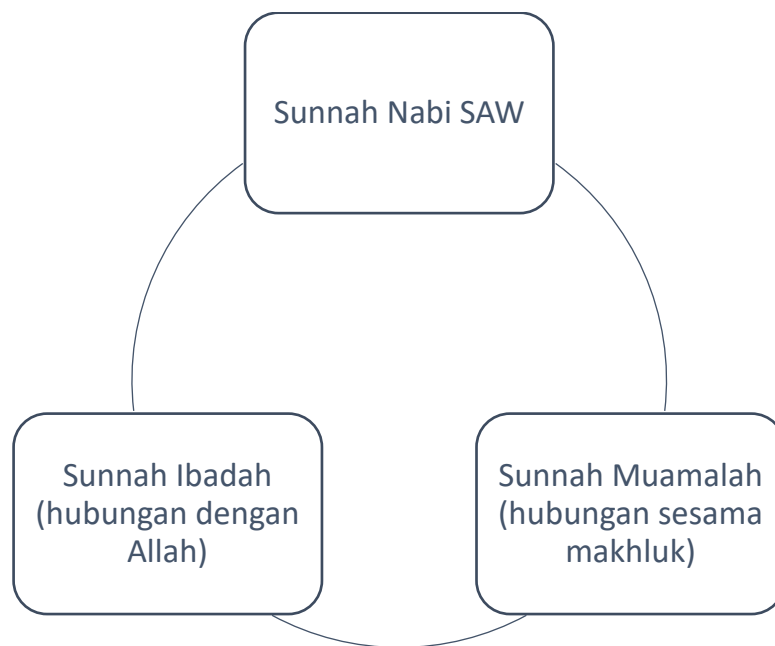 Sunnah Nabi SAW
Sunnah Ibadah
(hubungan dengan
Allah)
Sunnah Muamalah
(hubungan sesama
makhluk)